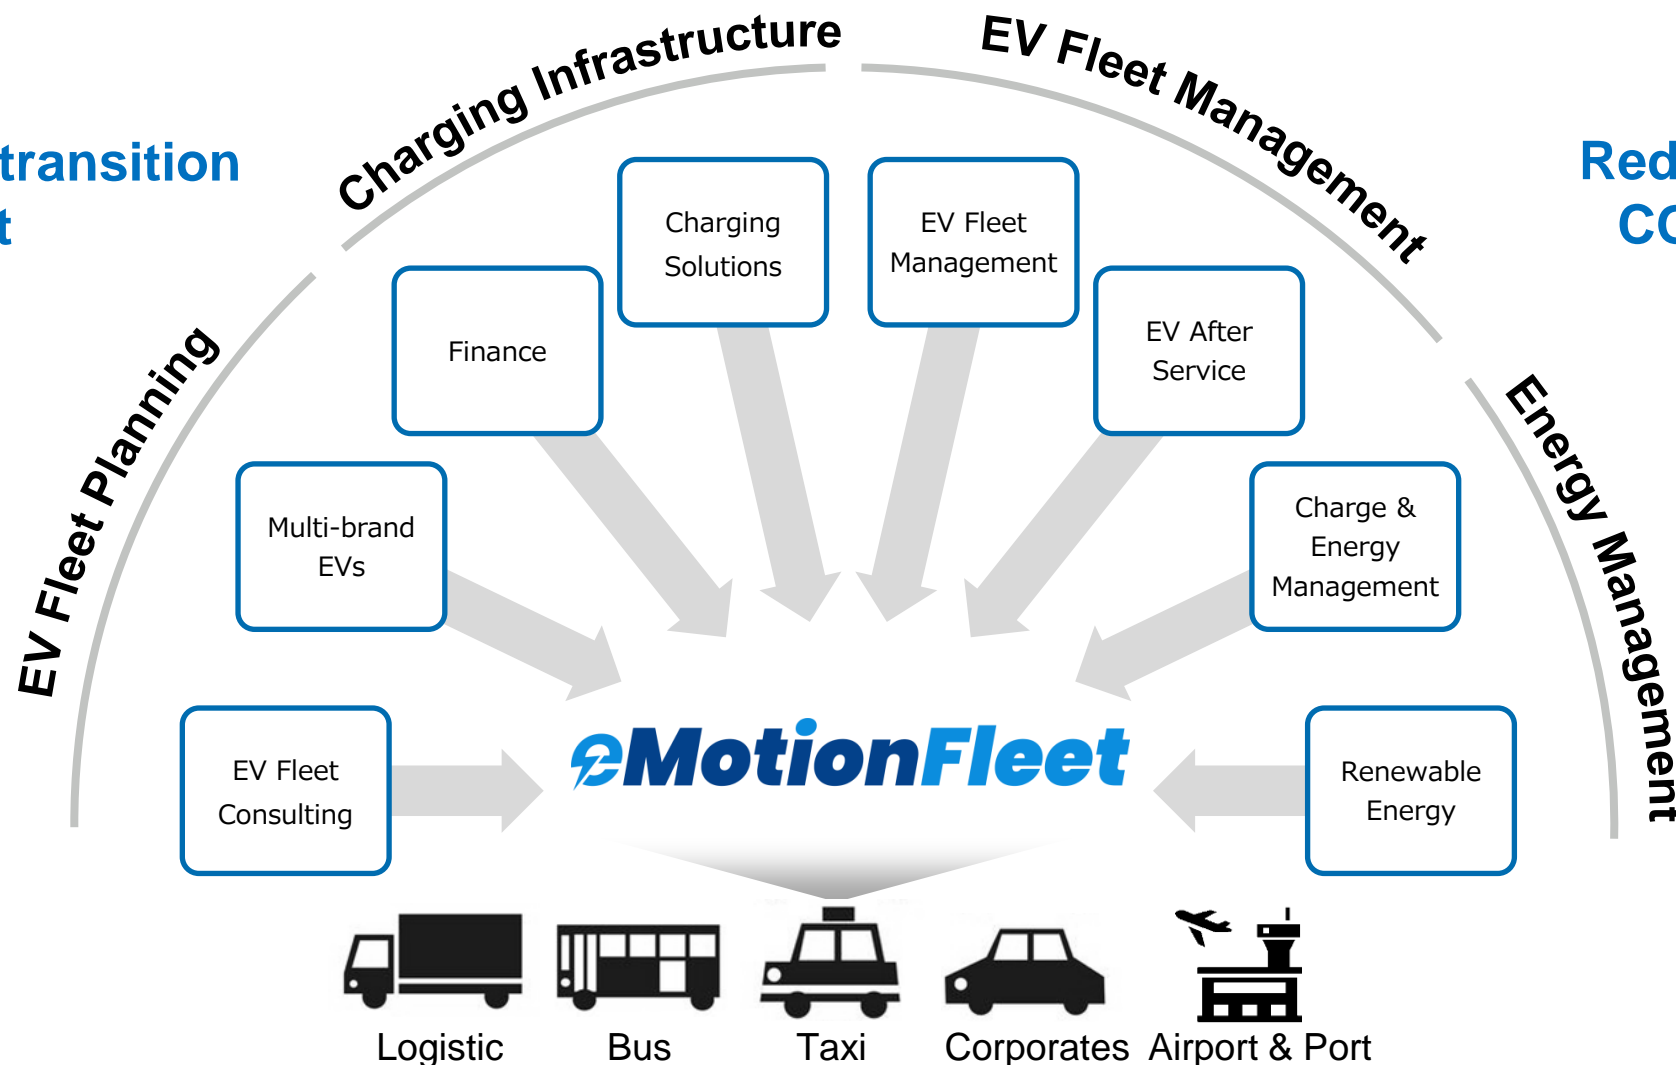 Charging Infrastructure
EV Fleet Management
transition
t
Red
CO
EV Fleet Planning
Energy Management
Charging
Solutions
EV Fleet
Management
Finance
EV After
Service
Multi-brand
EVs
Charge &
Energy
Management
EV Fleet
Consulting
eMotionFleet
Renewable
Energy
Logistic
Bus
Taxi
Corporates
Airport & Port